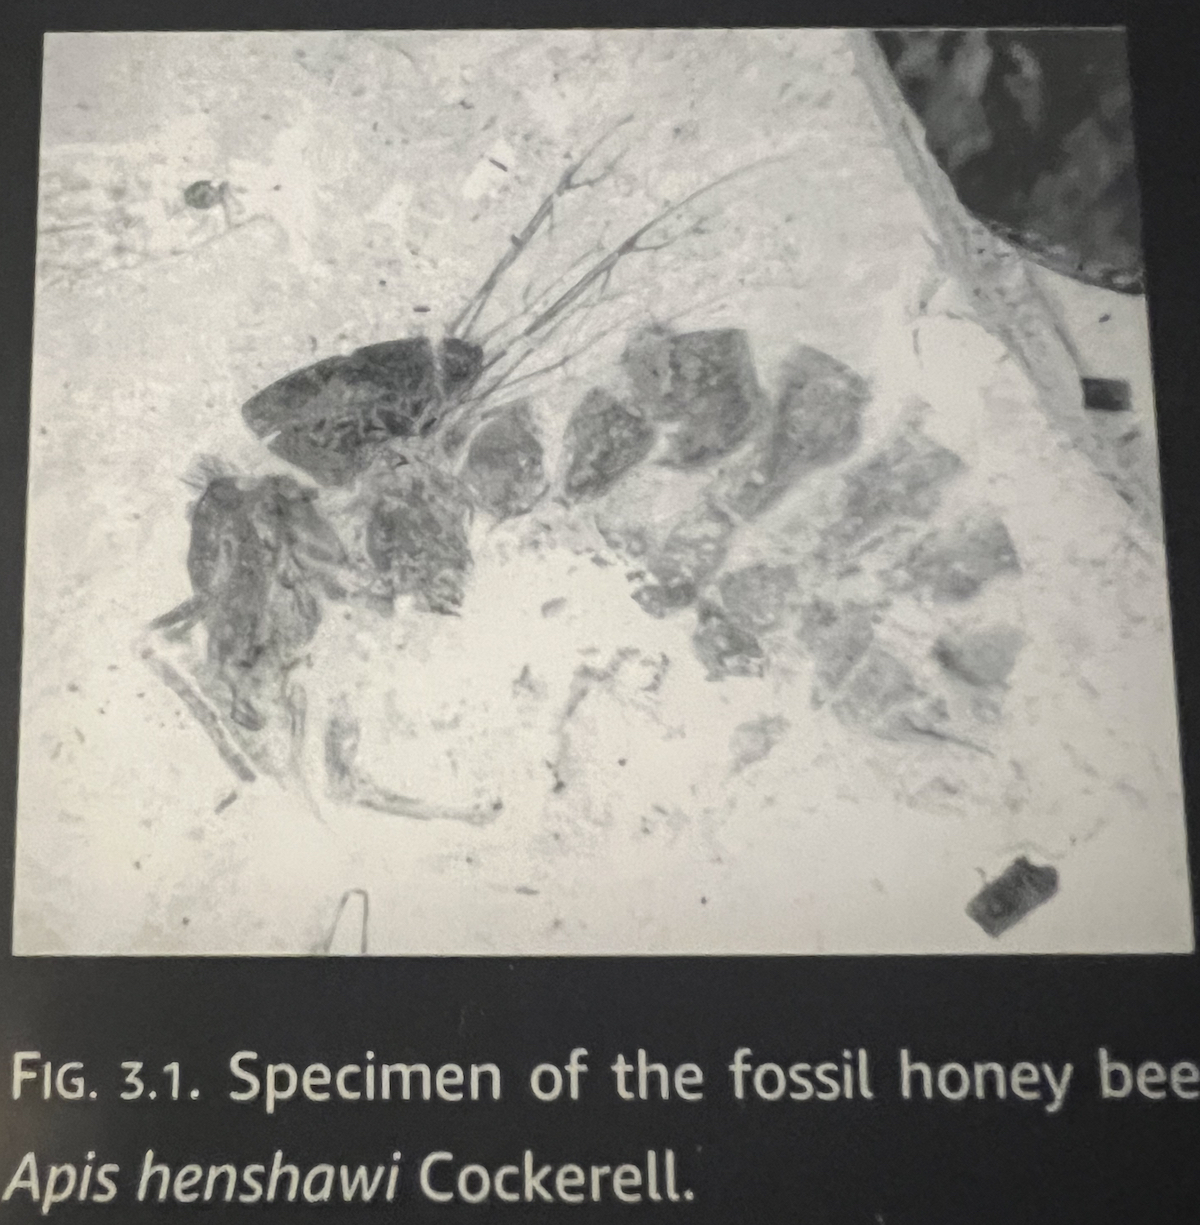 FIG. 3.1. Specimen of the fossil honey bee
Apis henshawi Cockerell.